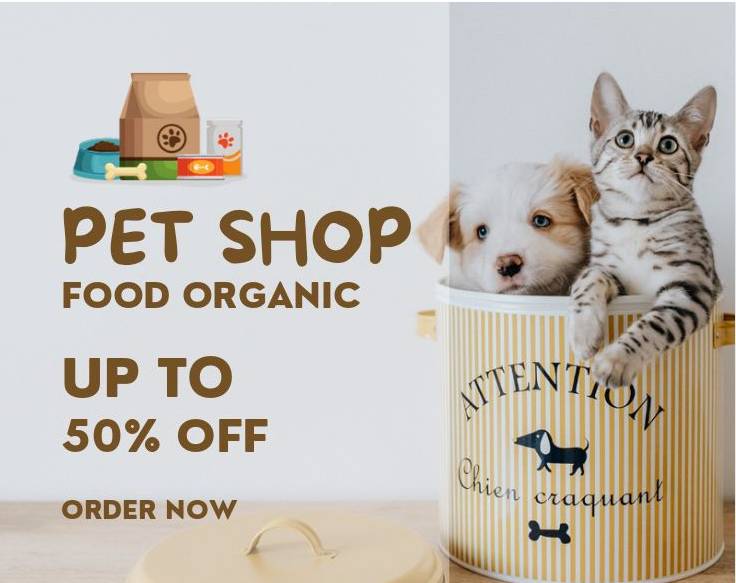 PET SHOP
FOOD ORGANIC
UP TO
50% OFF
ORDER NOW
ATTENTION
Chien craquant